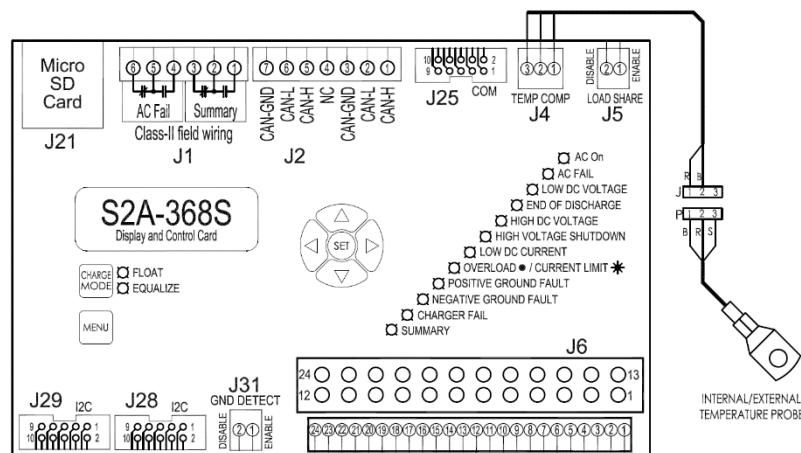 Micro
SD
Card
J21
6 5 4 3 2 1
AC Fail Summary
Class-II field wiring
J1
7 6 5 4 3 2 1
CAN-GND
CAN-L
CAN-H
NC
CAN-GND
CAN-L
CAN-H
J2
10 2
9 1
COM
J25
3 2 1
TEMP COMP
J4
DISABLE 2 1 ENABLE
LOAD SHARE
J5
S2A-368S
Display and Control Card
SET
CHARGE
MODE
FLOAT
EQUALIZE
MENU
AC On
AC FAIL
LOW DC VOLTAGE
END OF DISCHARGE
HIGH DC VOLTAGE
HIGH VOLTAGE SHUTDOWN
LOW DC CURRENT
OVERLOAD ● / CURRENT LIMIT ✷
POSITIVE GROUND FAULT
NEGATIVE GROUND FAULT
CHARGER FAIL
SUMMARY
R B
J 1 2 3
P 1 2 3
B R S
INTERNAL/EXTERNAL
TEMPERATURE PROBE
J6
24 13
12 1
24 23 22 21 20 19 18 17 16 15 14 13 12 11 10 9 8 7 6 5 4 3 2 1
J29 I2C
9 1
10 2
J28 I2C
9 1
10 2
J31
GND DETECT
DISABLE 2 1 ENABLE